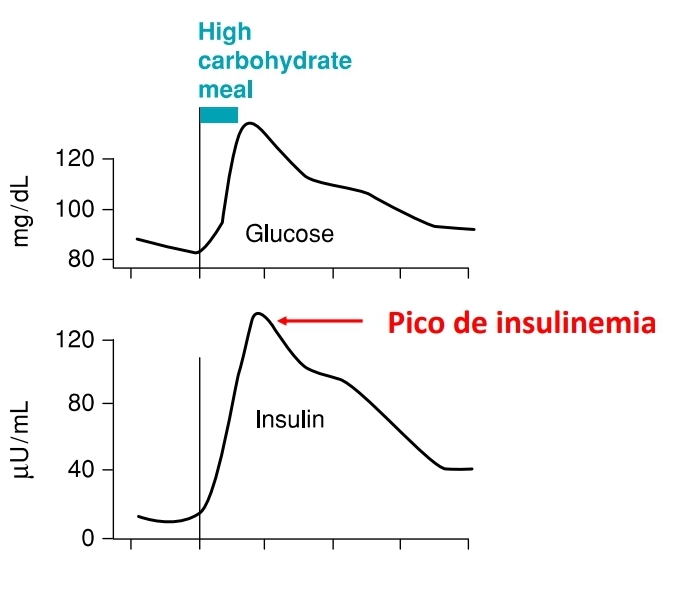 High
carbohydrate
meal
120
100
80
mg/dL
Glucose
Pico de insulinemia
120
80
40
0
µU/mL
Insulin